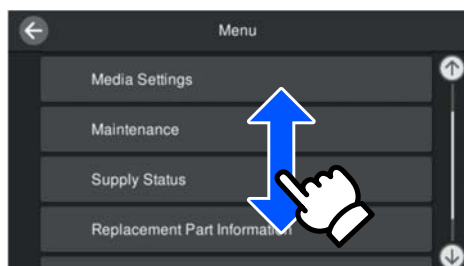 Menu
Media Settings
Maintenance
Supply Status
Replacement Part Information